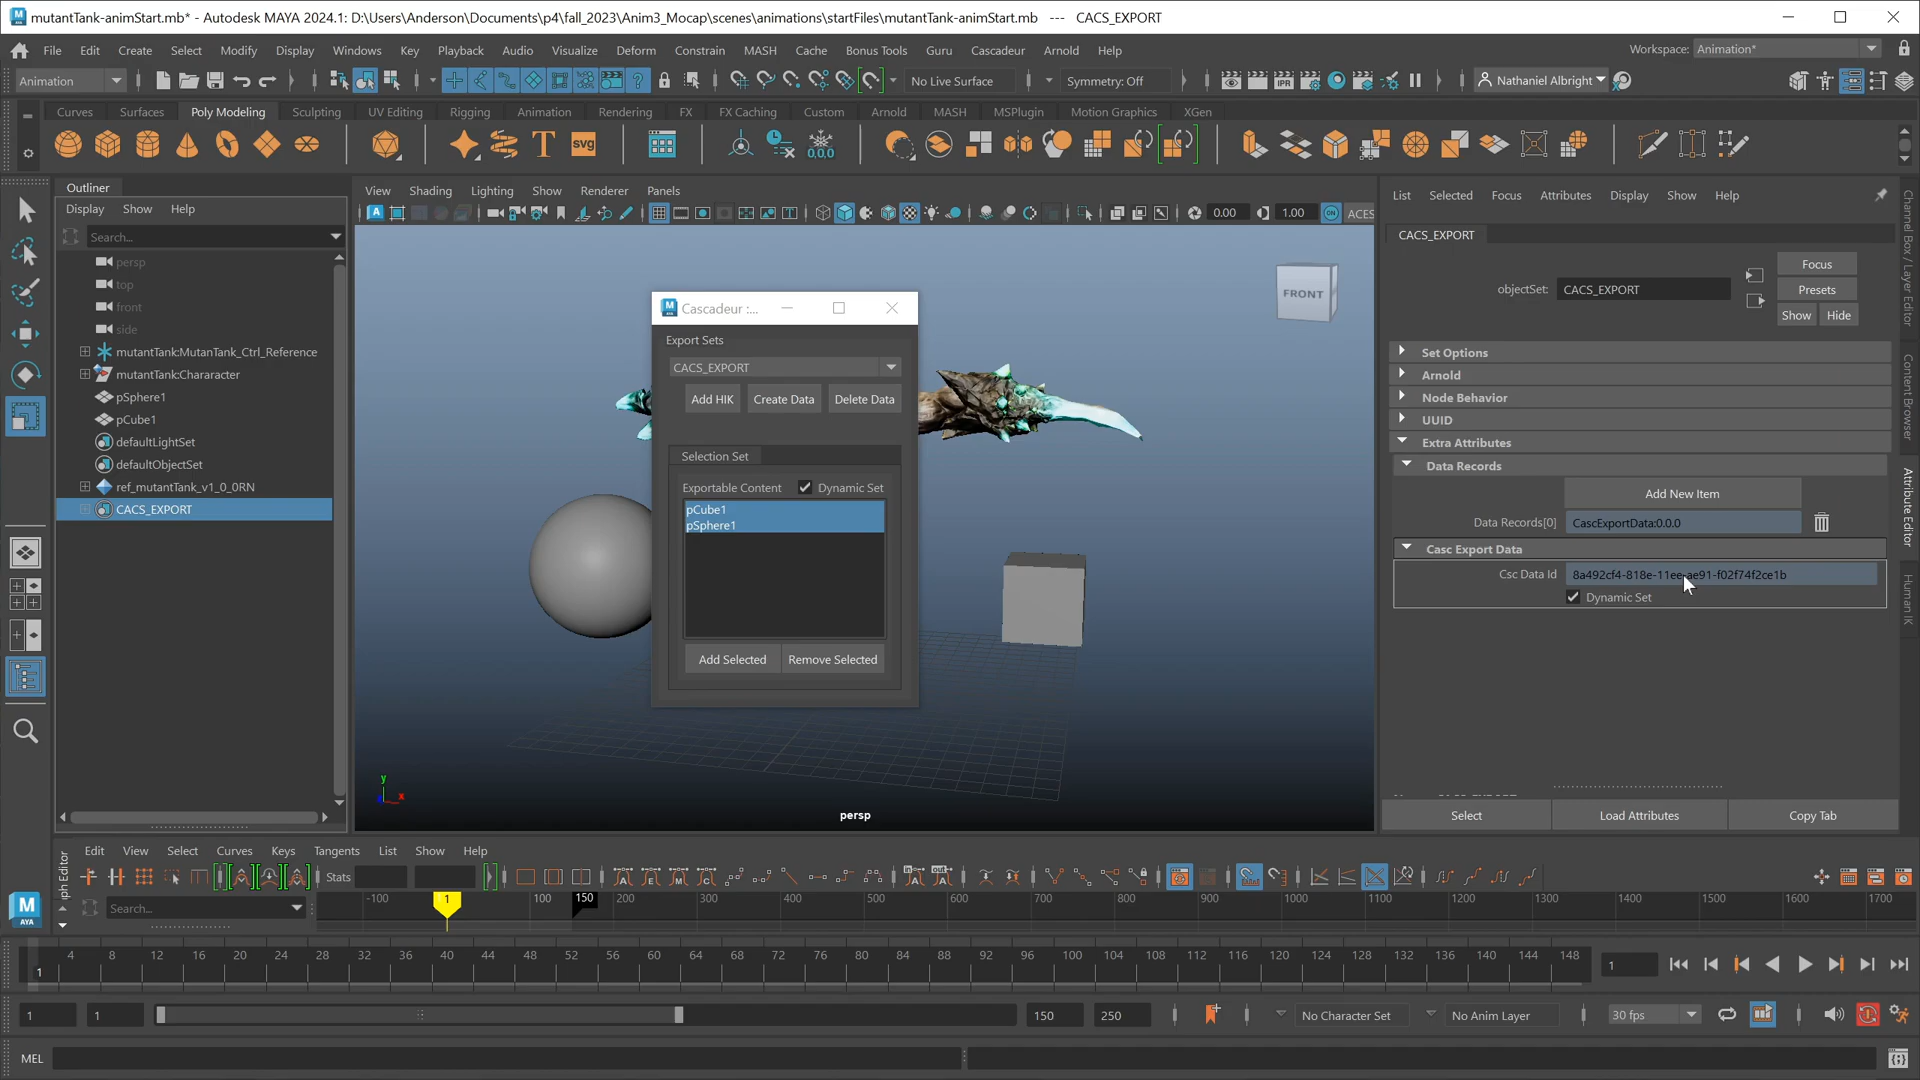 mutantTank-animStart.mb* - Autodesk MAYA 2024.1: D:\Users\Anderson\Documents\p4\fall_2023\Anim3_Mocap\scenes\animations\startFiles\mutantTank-animStart.mb --- CACS_EXPORT
File Edit Create Select Modify Display Windows Key Playback Audio Visualize Deform Constrain MASH Cache Bonus Tools Guru Cascadeur Arnold Help
Workspace: Animation*
Animation
No Live Surface
Symmetry: Off
Nathaniel Albright
Curves Surfaces Poly Modeling Sculpting UV Editing Rigging Animation Rendering FX FX Caching Custom Arnold MASH MSPlugin Motion Graphics XGen
Outliner
Display Show Help
Search...
persp
top
front
side
mutantTank:MutanTank_Ctrl_Reference
mutantTank:Chararacter
pSphere1
pCube1
defaultLightSet
defaultObjectSet
ref_mutantTank_v1_0_0RN
CACS_EXPORT
View Shading Lighting Show Renderer Panels
0.00 1.00 ACES
FRONT
persp
Cascadeur :...
Export Sets
CACS_EXPORT
Add HIK Create Data Delete Data
Selection Set
Exportable Content Dynamic Set
pCube1
pSphere1
Add Selected Remove Selected
List Selected Focus Attributes Display Show Help
CACS_EXPORT
objectSet: CACS_EXPORT
Focus
Presets
Show Hide
Set Options
Arnold
Node Behavior
UUID
Extra Attributes
Data Records
Add New Item
Data Records[0] CascExportData:0.0.0
Casc Export Data
Csc Data Id 8a492cf4-818e-11ee-ae91-f02f74f2ce1b
Dynamic Set
Select Load Attributes Copy Tab
Channel Box / Layer Editor
Content Browser
Attribute Editor
Human IK
Edit View Select Curves Keys Tangents List Show Help
Stats
Search...
-100 1 100 150 200 300 400 500 600 700 800 900 1000 1100 1200 1300 1400 1500 1600 1700
1 4 8 12 16 20 24 28 32 36 40 44 48 52 56 60 64 68 72 76 80 84 88 92 96 100 104 108 112 116 120 124 128 132 136 140 144 148
1
1 1 150 250 No Character Set No Anim Layer 30 fps
MEL